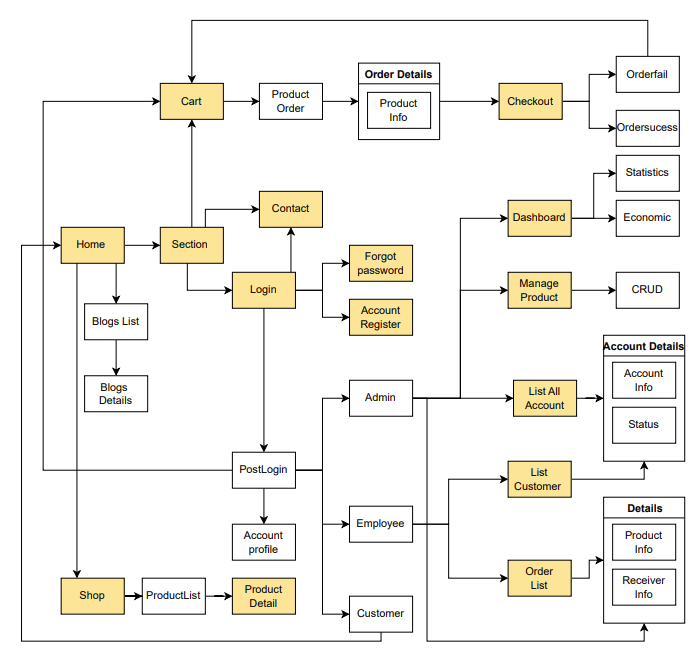 Order Details
Orderfail
Cart
Product
Order
Product
Info
Checkout
Ordersucess
Statistics
Contact
Dashboard
Economic
Home
Section
Forgot
password
Login
Manage
Product
CRUD
Blogs List
Account
Register
Account Details
Account
Info
Blogs
Details
Admin
List All
Account
Status
PostLogin
List
Customer
Details
Employee
Account
profile
Product
Info
Order
List
Receiver
Info
Shop
ProductList
Product
Detail
Customer